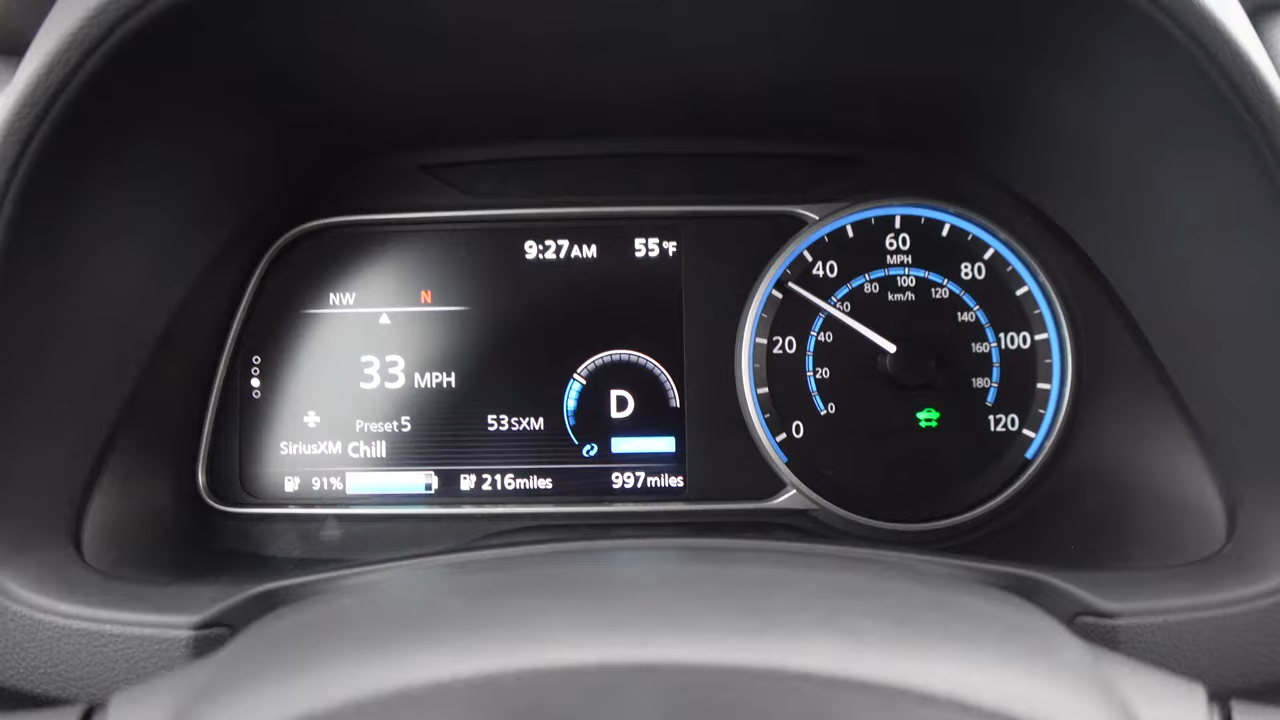 9:27AM 55°F
NW N
33 MPH
Preset 5 53SXM
SiriusXM Chill
D
91% 216miles 997miles
0 20 40 60 80 100 120
MPH
0 20 40 60 80 100 120 140 160 180
km/h